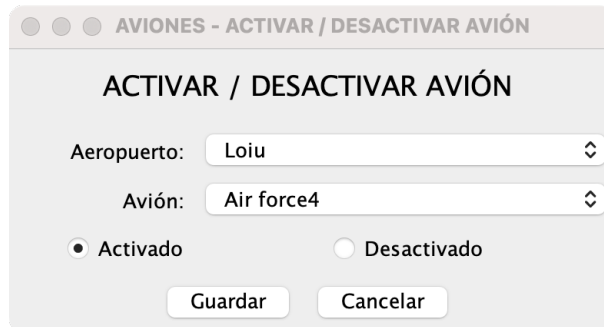 AVIONES - ACTIVAR / DESACTIVAR AVIÓN
ACTIVAR / DESACTIVAR AVIÓN
Aeropuerto: Loiu
Avión: Air force4
Activado Desactivado
Guardar Cancelar